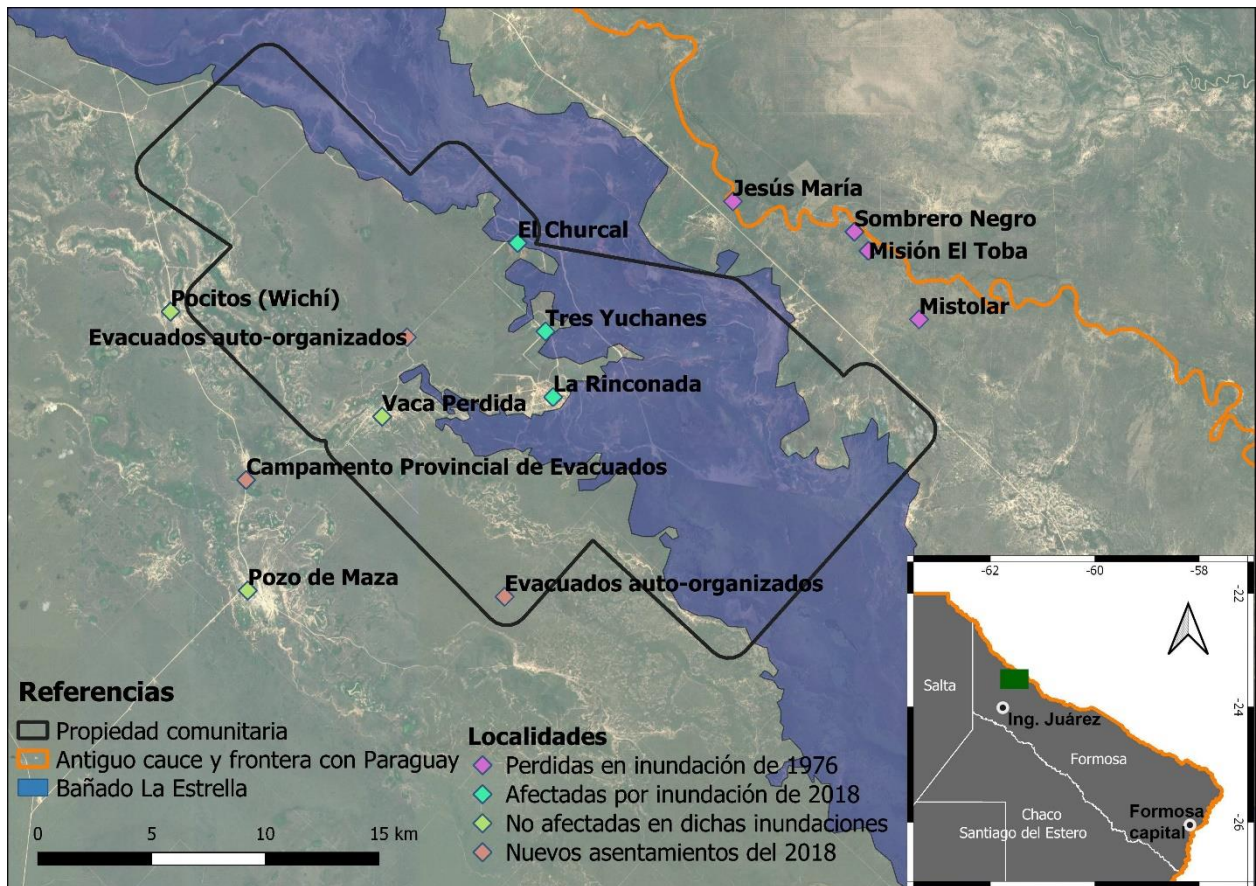 Jesús María
Sombrero Negro
Misión El Toba
El Churcal
Pocitos (Wichí)
Mistolar
Evacuados auto-organizados
Tres Yuchanes
La Rinconada
Vaca Perdida
Campamento Provincial de Evacuados
Pozo de Maza
Evacuados auto-organizados
Referencias
Propiedad comunitaria
Antiguo cauce y frontera con Paraguay
Bañado La Estrella
0 5 10 15 km
Localidades
Perdidas en inundación de 1976
Afectadas por inundación de 2018
No afectadas en dichas inundaciones
Nuevos asentamientos del 2018
-62 -60 -58
-22
-24
-26
Salta
Ing. Juárez
Formosa
Chaco
Santiago del Estero
Formosa
capital